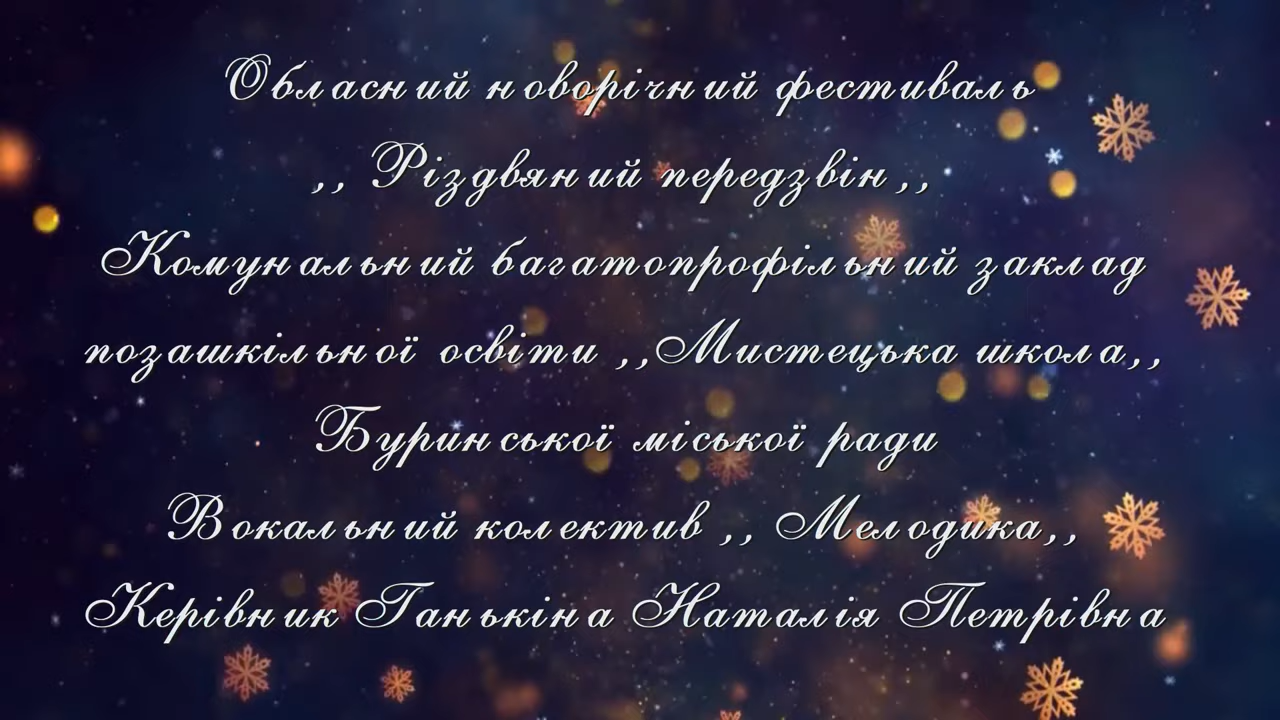 Обласний новорічний фестиваль
,, Різдвяний передзвін,,
Комунальний багатопрофільний заклад
позашкільної освіти ,,Мистецька школа,,
Буринської міської ради
Вокальний колектив ,, Мелодика,,
Керівник Ганькіна Наталія Петрівна